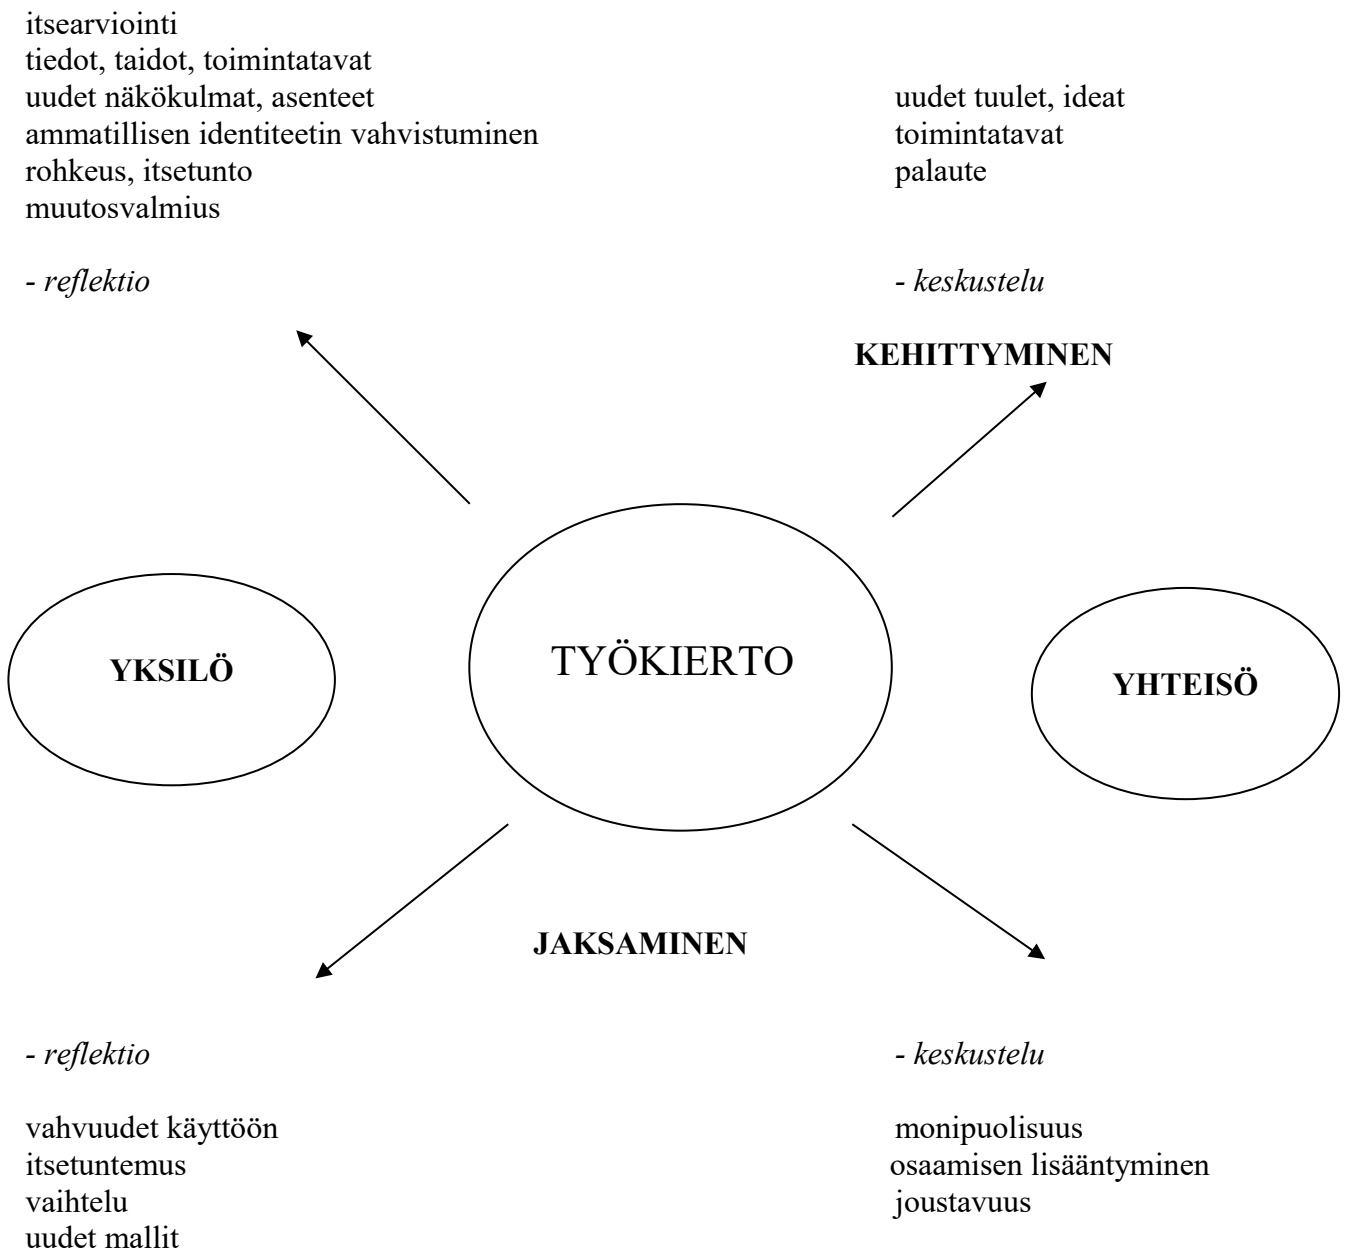 itsearviointi
tiedot, taidot, toimintatavat
uudet näkökulmat, asenteet
ammatillisen identiteetin vahvistuminen
rohkeus, itsetunto
muutosvalmius
- reflektio
uudet tuulet, ideat
toimintatavat
palaute
- keskustelu
KEHITTYMINEN
YKSILÖ
TYÖKIERTO
YHTEISÖ
JAKSAMINEN
- reflektio
vahvuudet käyttöön
itsetuntemus
vaihtelu
uudet mallit
- keskustelu
monipuolisuus
osaamisen lisääntyminen
joustavuus